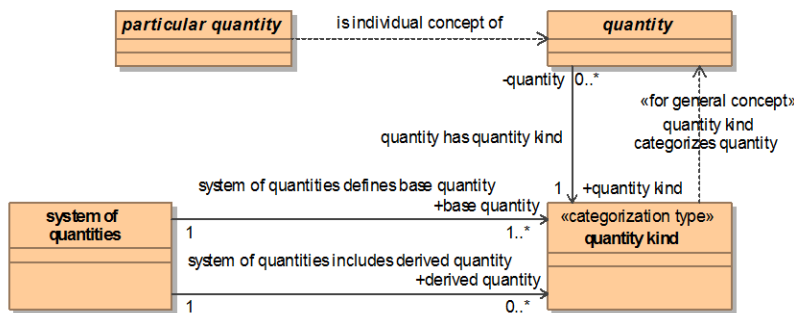 particular quantity
is individual concept of
quantity
-quantity 0..*
«for general concept»
quantity kind
categorizes quantity
quantity has quantity kind
1 +quantity kind
system of quantities defines base quantity
+base quantity
1 1..*
system of
quantities
«categorization type»
quantity kind
system of quantities includes derived quantity
+derived quantity
1 0..*